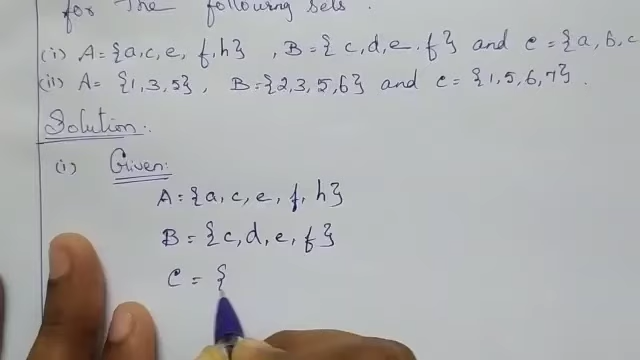 for The following sets.
(i) A = {a, c, e, f, h} , B = { c, d, e, f } and C = {a, b, c
(ii) A = {1, 3, 5} , B = {2, 3, 5, 6} and C = {1, 5, 6, 7} .
Solution:.
(i) Given:
A = {a, c, e, f, h}
B = {c, d, e, f}
C = {